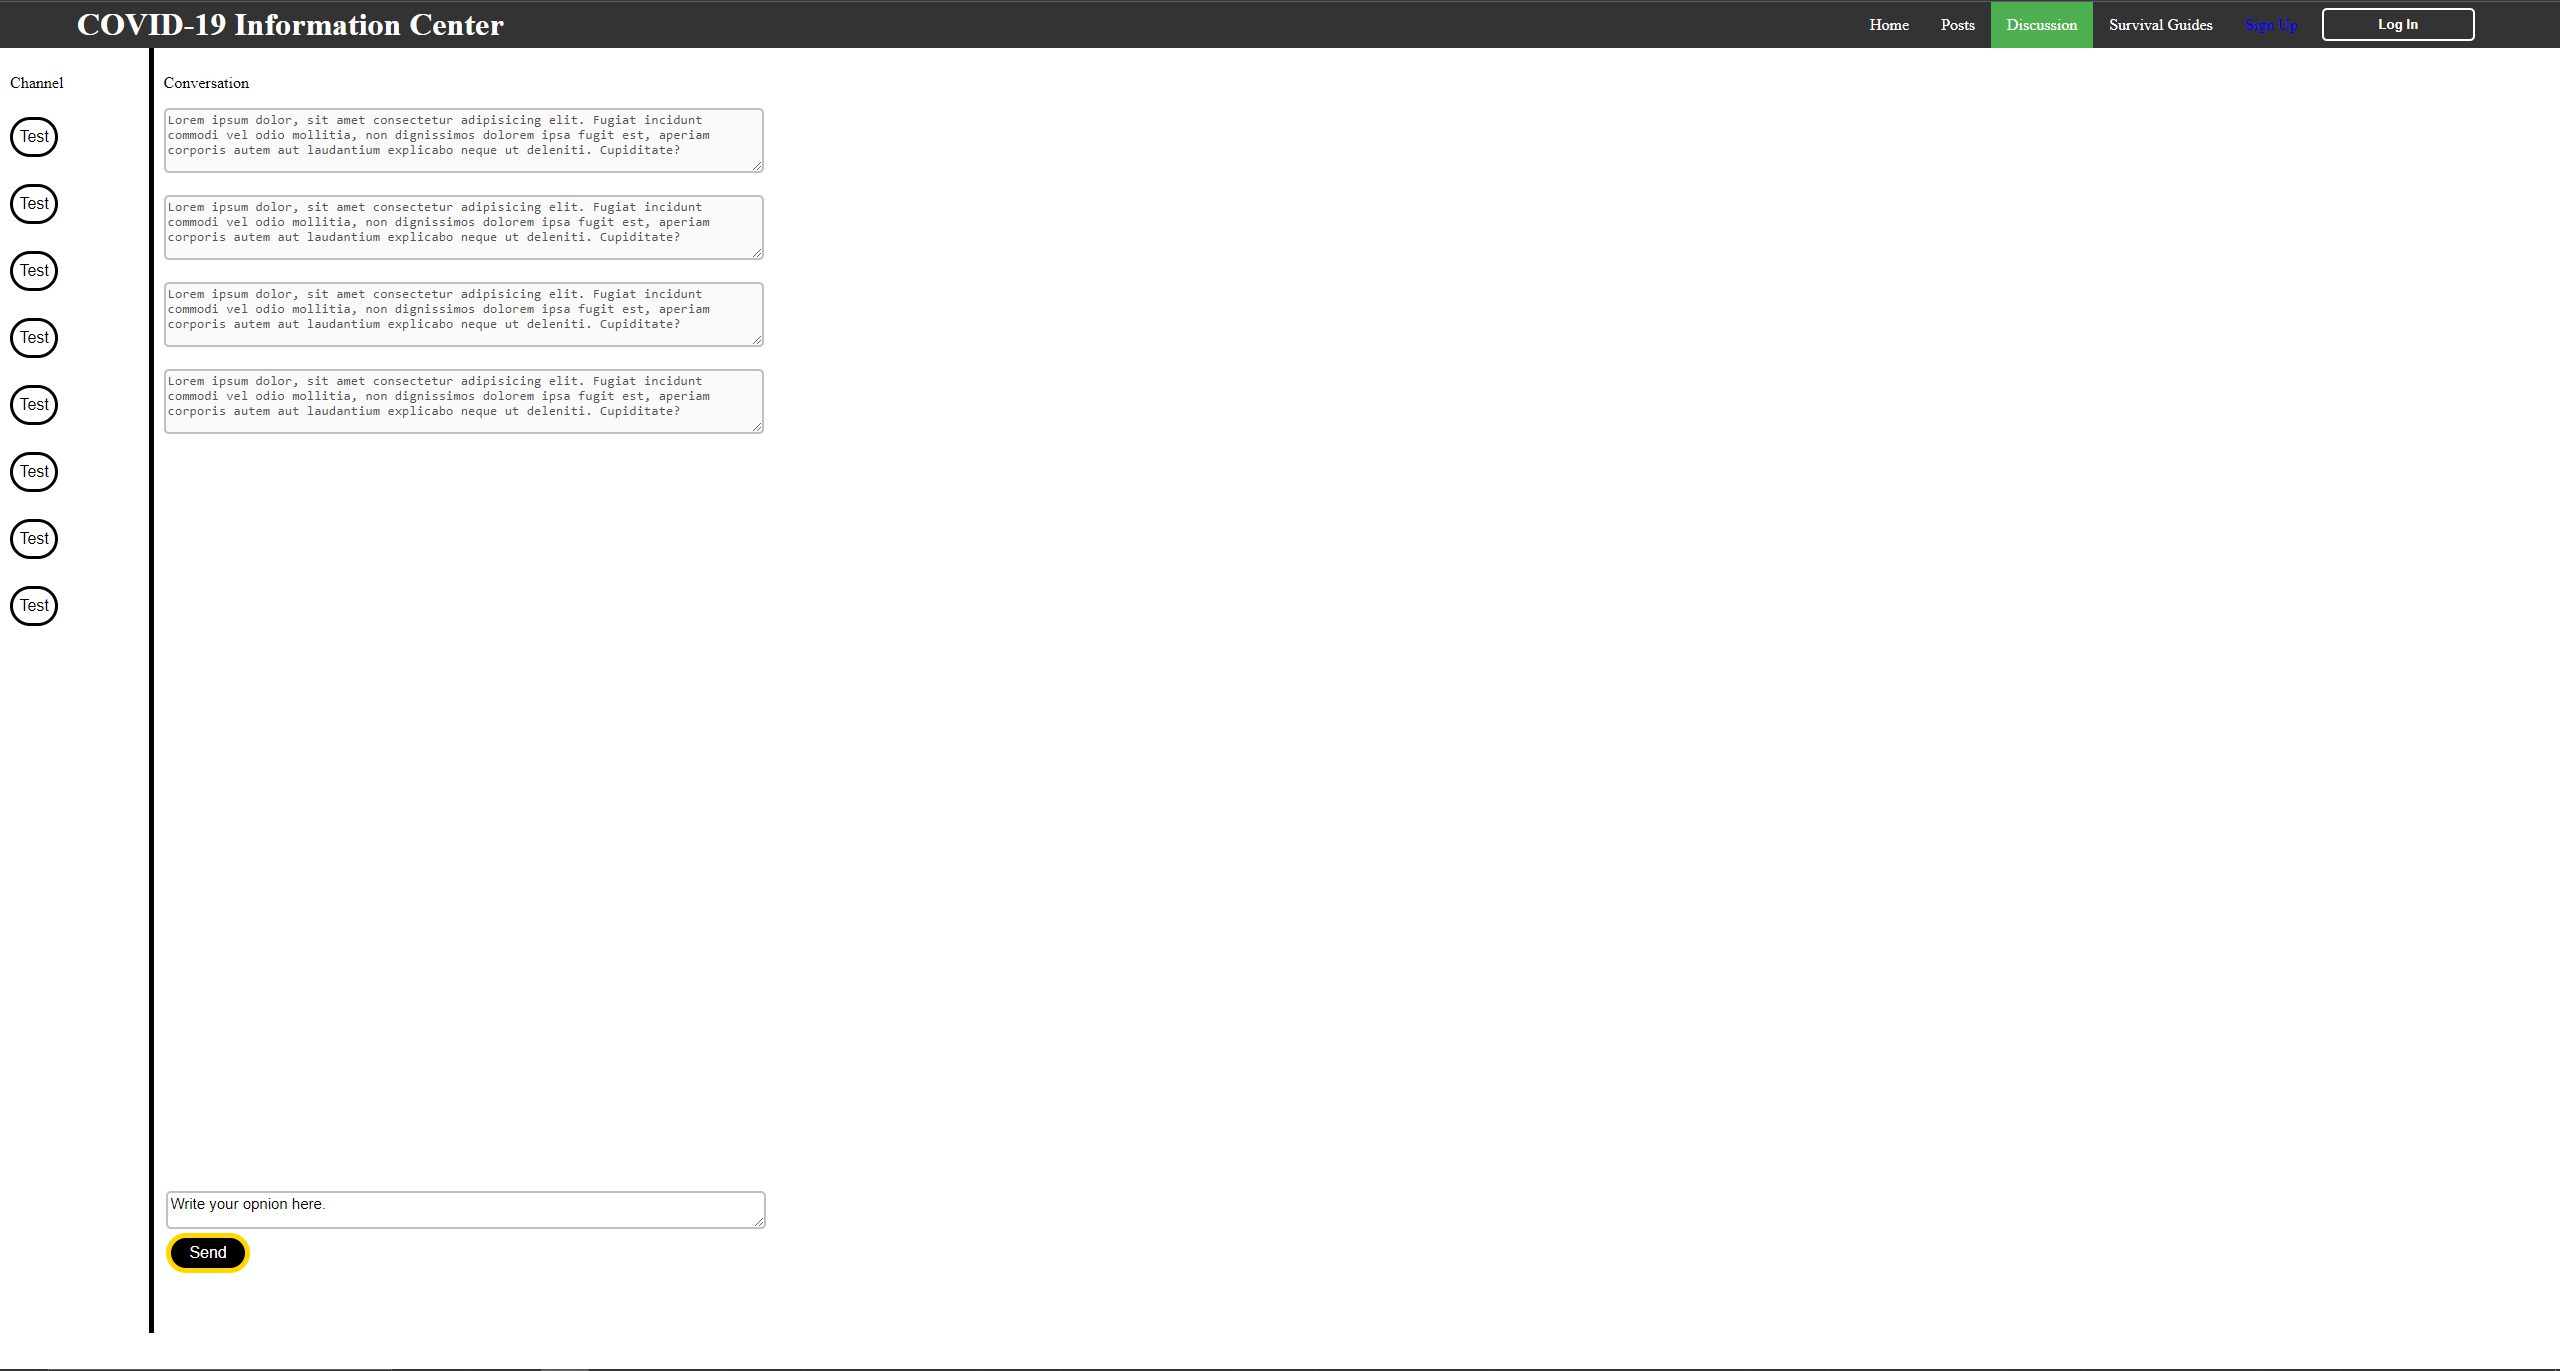 COVID-19 Information Center
Home
Posts
Discussion
Survival Guides
Sign Up
Log In
Channel
Test
Test
Test
Test
Test
Test
Test
Test
Conversation
Lorem ipsum dolor, sit amet consectetur adipisicing elit. Fugiat incidunt
commodi vel odio mollitia, non dignissimos dolorem ipsa fugit est, aperiam
corporis autem aut laudantium explicabo neque ut deleniti. Cupiditate?
Lorem ipsum dolor, sit amet consectetur adipisicing elit. Fugiat incidunt
commodi vel odio mollitia, non dignissimos dolorem ipsa fugit est, aperiam
corporis autem aut laudantium explicabo neque ut deleniti. Cupiditate?
Lorem ipsum dolor, sit amet consectetur adipisicing elit. Fugiat incidunt
commodi vel odio mollitia, non dignissimos dolorem ipsa fugit est, aperiam
corporis autem aut laudantium explicabo neque ut deleniti. Cupiditate?
Lorem ipsum dolor, sit amet consectetur adipisicing elit. Fugiat incidunt
commodi vel odio mollitia, non dignissimos dolorem ipsa fugit est, aperiam
corporis autem aut laudantium explicabo neque ut deleniti. Cupiditate?
Write your opnion here.
Send